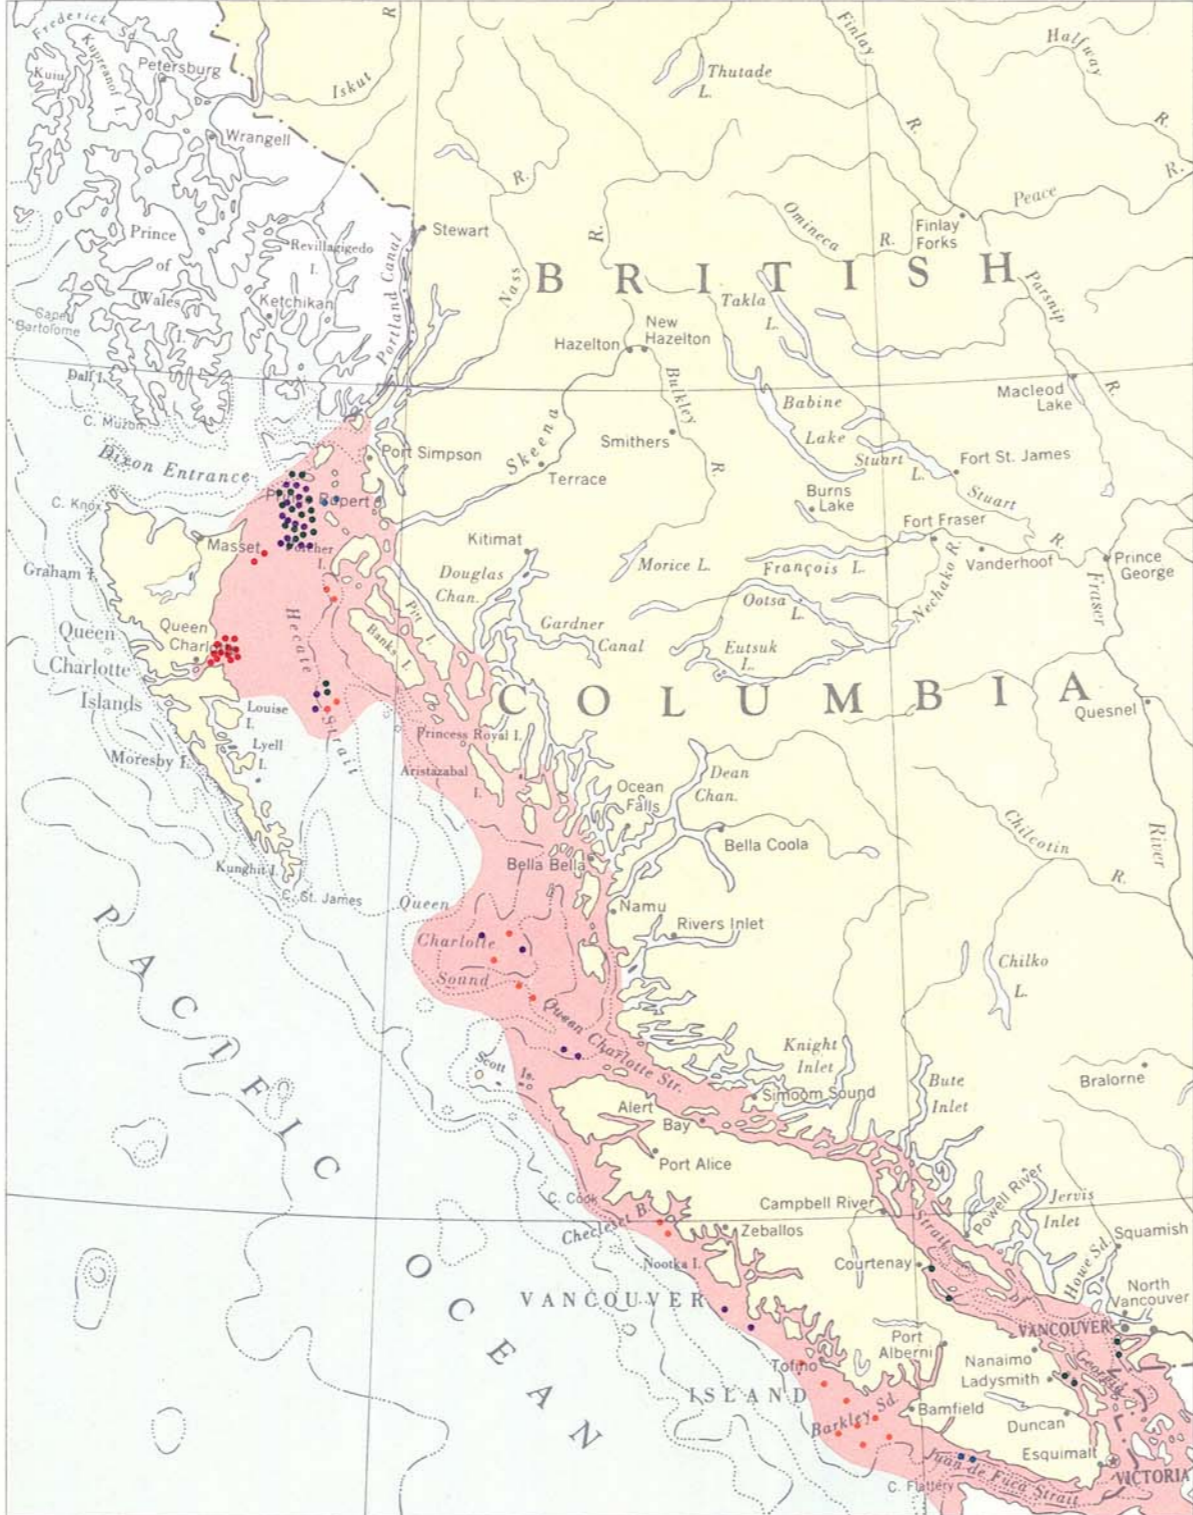 Frederick Sd.
Kupreanof I.
Kuiu
Petersburg
Iskut
R
Wrangell
Finlay
R.
Halfway
R.
Thutade
L.
Prince
of
Wales
I.
Revillagigedo
I.
Ketchikan
Portland Canal
Stewart
R.
Nass
R.
Omineca
R.
Finlay
Forks
Peace
R.
BRITISH
Takla
L.
Parsnip
R.
Cape
Bartolome
Dall I.
C. Muzon
Dixon Entrance
Hazelton
New
Hazelton
Bulkley
R.
Babine
Lake
Macleod
Lake
Smithers
Skeena
Terrace
Port Simpson
Stuart
L.
Fort St. James
Stuart
R.
C. Knox
Prince Rupert
Burns
Lake
Fort Fraser
Masset
Porcher
I.
Kitimat
Morice L.
François L.
Vanderhoof
Prince
George
Graham I.
Douglas
Chan.
Ootsa
L.
Nechako R.
Fraser
Queen
Charlotte
Islands
Queen
Charl
Hecate
Strait
Pitt I.
Banks I.
Gardner
Canal
Eutsuk
L.
COLUMBIA
Quesnel
Louise
I.
Lyell
I.
Moresby I.
Princess Royal I.
Aristazabal
I.
Ocean
Falls
Dean
Chan.
Bella Coola
Chilcotin
R.
River
Kunghit I.
C. St. James
Bella Bella
Queen
Charlotte
Sound
Namu
Rivers Inlet
Chilko
L.
PACIFIC
OCEAN
Queen Charlotte Str.
Scott Is.
Knight
Inlet
Simoom Sound
Bute
Inlet
Bralorne
Alert
Bay
Port Alice
C. Cook
Checleset B.
Campbell River
Powell River
Jervis
Inlet
Squamish
Zeballos
Nootka I.
Courtenay
Strait
of
Georgia
Howe Sd.
North
Vancouver
VANCOUVER
VANCOUVER
ISLAND
Port
Alberni
Nanaimo
Ladysmith
Tofino
Barkley Sd.
Bamfield
Duncan
Esquimalt
VICTORIA
Juan de Fuca Strait
C. Flattery